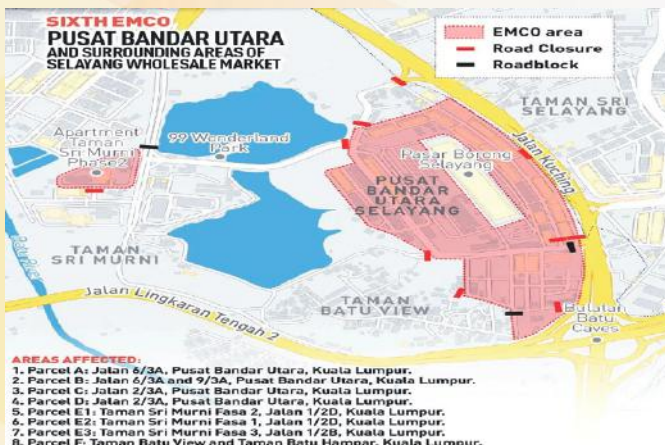 SIXTH EMCO
PUSAT BANDAR UTARA
AND SURROUNDING AREAS OF
SELAYANG WHOLESALE MARKET
EMCO area
Road Closure
Roadblock
TAMAN SRI
SELAYANG
Apartment
Taman
Sri Murni
Phase2
99 Wonderland
Park
Jalan Kuching
Pasar Borong
Selayang
PUSAT
BANDAR
UTARA
SELAYANG
TAMAN
SRI MURNI
Jalan Lingkaran Tengah 2
TAMAN
BATU VIEW
Bulatan
Batu
Caves
AREAS AFFECTED:
1. Parcel A: Jalan 6/3A, Pusat Bandar Utara, Kuala Lumpur.
2. Parcel B: Jalan 6/3A and 9/3A, Pusat Bandar Utara, Kuala Lumpur.
3. Parcel C: Jalan 2/3A, Pusat Bandar Utara, Kuala Lumpur.
4. Parcel D: Jalan 2/3A, Pusat Bandar Utara, Kuala Lumpur.
5. Parcel E1: Taman Sri Murni Fasa 2, Jalan 1/2D, Kuala Lumpur.
6. Parcel E2: Taman Sri Murni Fasa 1, Jalan 1/2D, Kuala Lumpur.
7. Parcel E3: Taman Sri Murni Fasa 3, Jalan 1/2B, Kuala Lumpur.
8. Parcel F: Taman Batu View and Taman Batu Hampar, Kuala Lumpur.